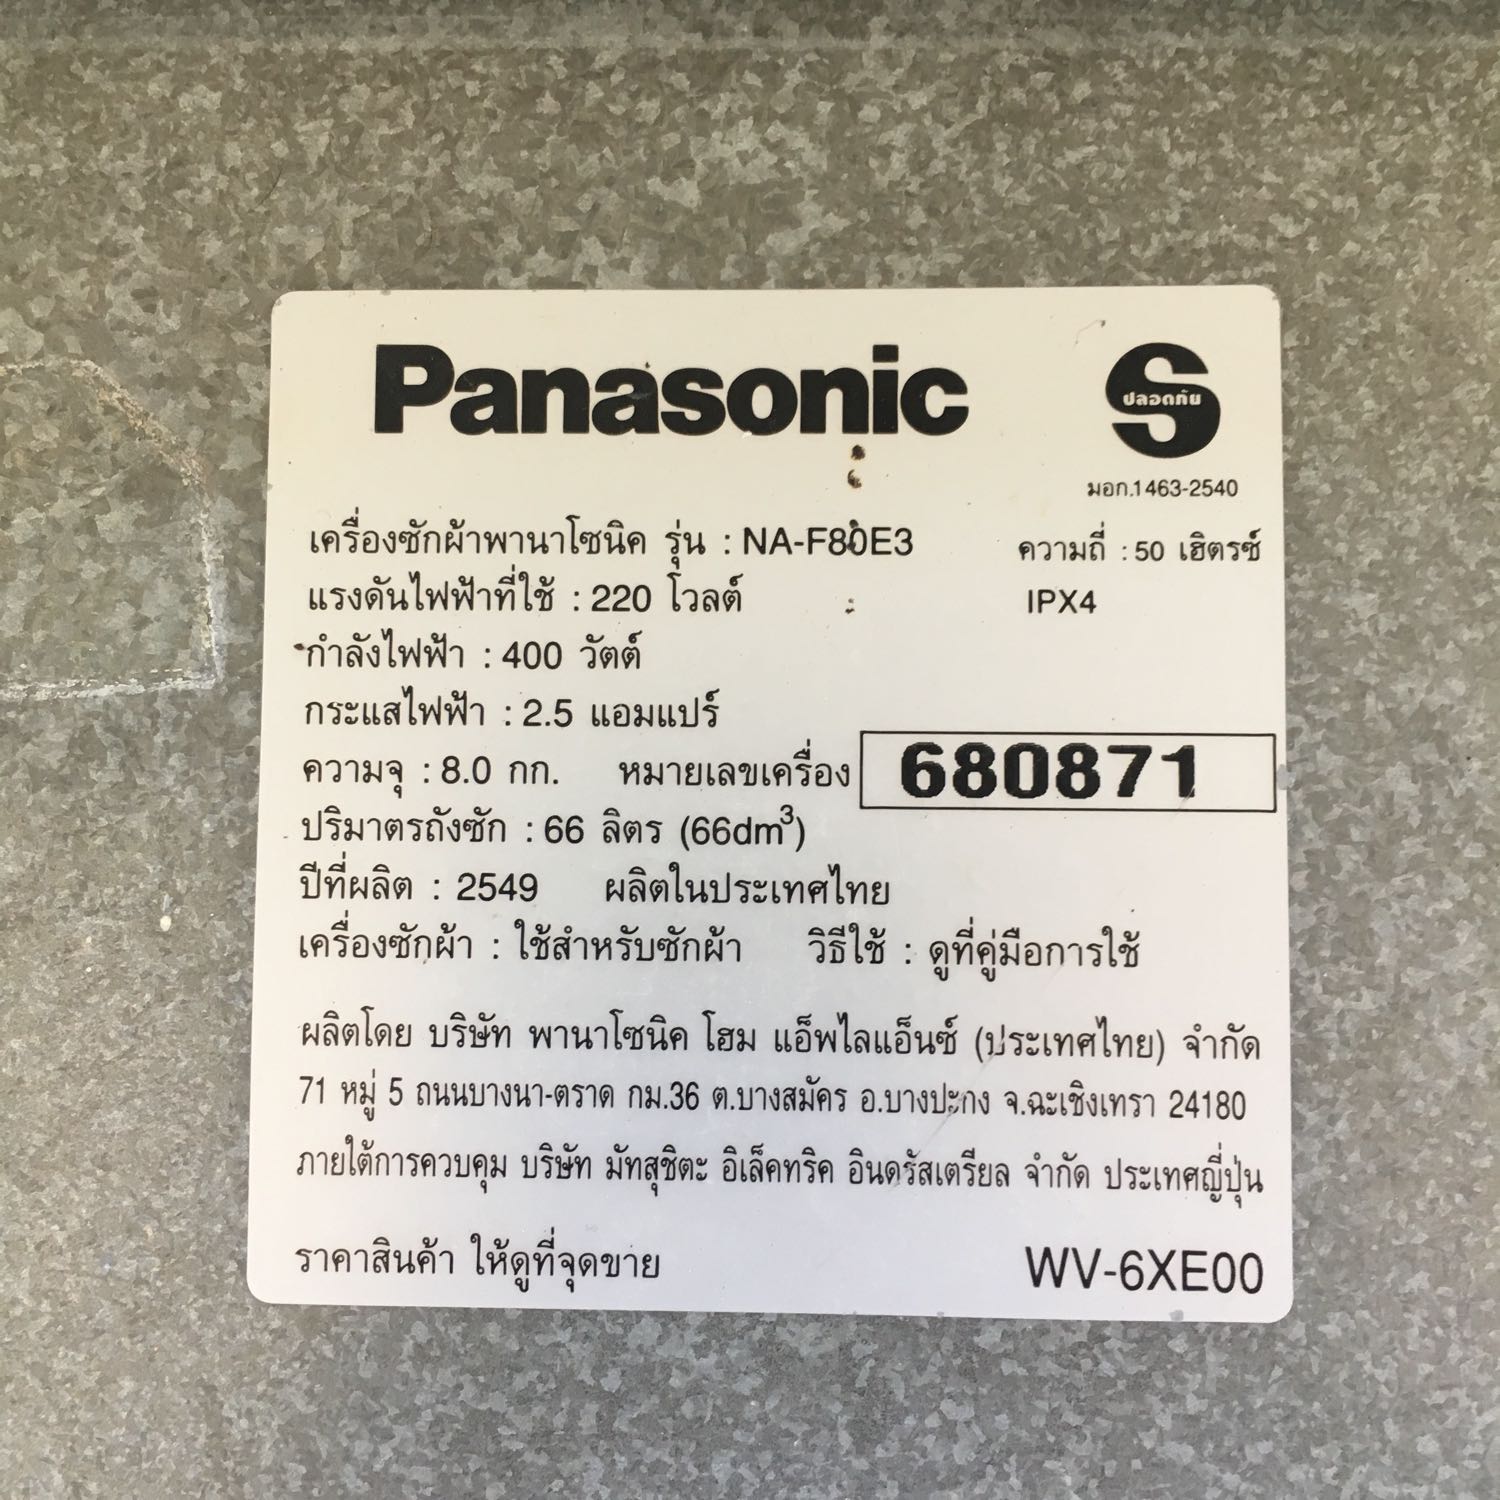 Panasonic
ปลอดภัย
มอก.1463-2540
เครื่องซักผ้าพานาโซนิค รุ่น : NA-F80E3 ความถี่ : 50 เฮิตรซ์
แรงดันไฟฟ้าที่ใช้ : 220 โวลต์ IPX4
กำลังไฟฟ้า : 400 วัตต์
กระแสไฟฟ้า : 2.5 แอมแปร์
ความจุ : 8.0 กก. หมายเลขเครื่อง 680871
ปริมาตรถังซัก : 66 ลิตร (66dm³)
ปีที่ผลิต : 2549 ผลิตในประเทศไทย
เครื่องซักผ้า : ใช้สำหรับซักผ้า วิธีใช้ : ดูที่คู่มือการใช้
ผลิตโดย บริษัท พานาโซนิค โฮม แอ็พไลแอ็นซ์ (ประเทศไทย) จำกัด
71 หมู่ 5 ถนนบางนา-ตราด กม.36 ต.บางสมัคร อ.บางปะกง จ.ฉะเชิงเทรา 24180
ภายใต้การควบคุม บริษัท มัทสุชิตะ อิเล็คทริค อินดรัสเตรียล จำกัด ประเทศญี่ปุ่น
ราคาสินค้า ให้ดูที่จุดขาย WV-6XE00